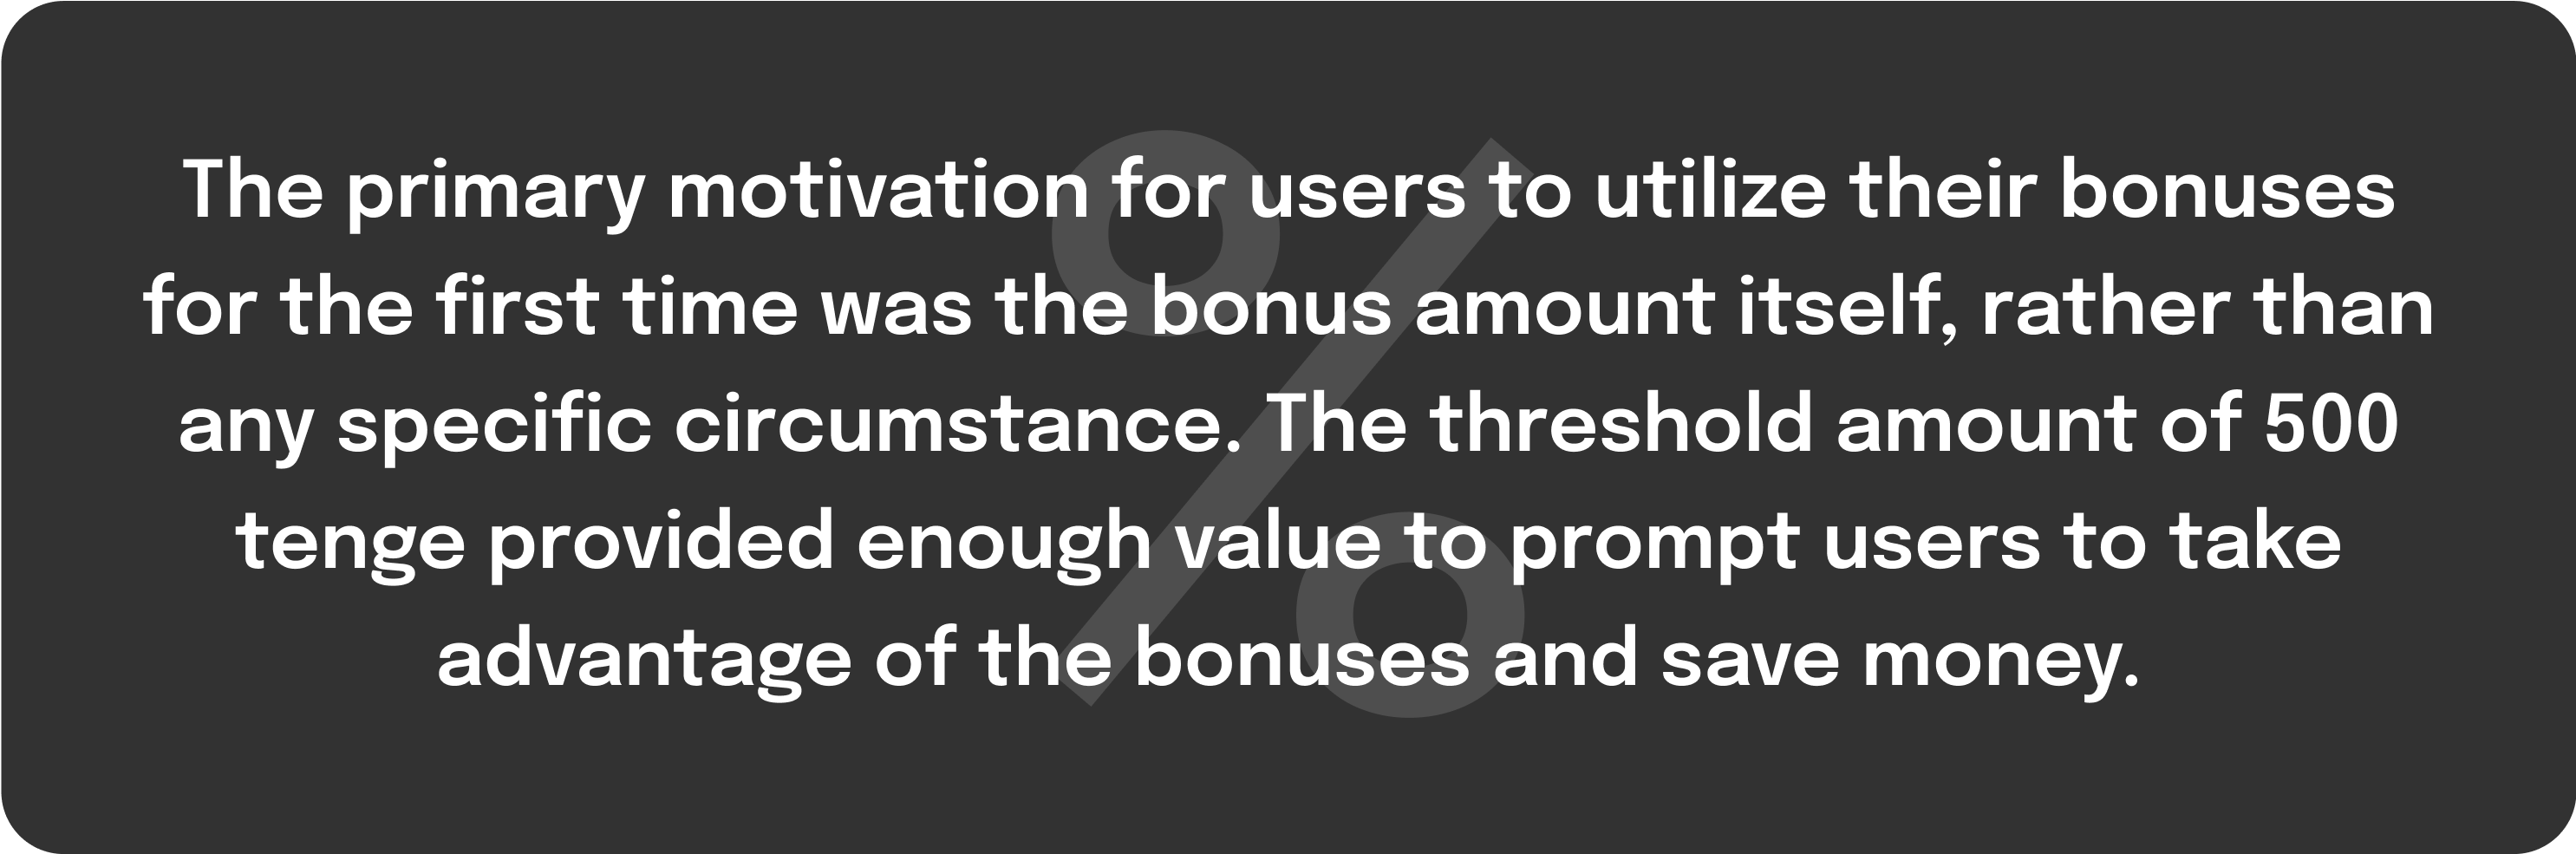 The primary motivation for users to utilize their bonuses
for the first time was the bonus amount itself, rather than
any specific circumstance. The threshold amount of 500
tenge provided enough value to prompt users to take
advantage of the bonuses and save money.
%